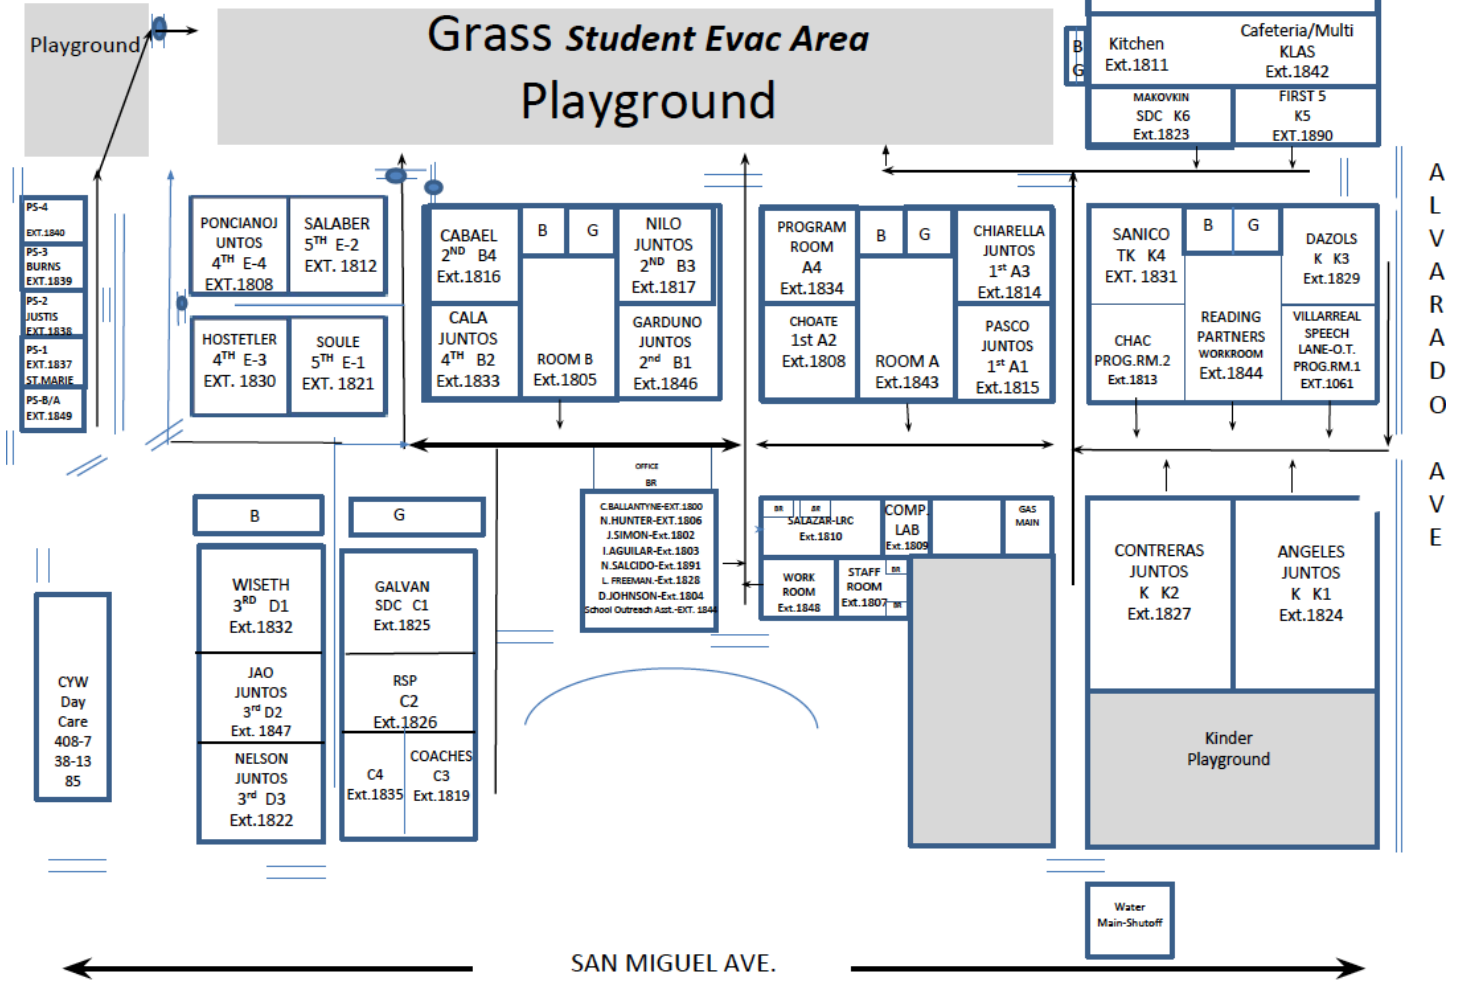 Playground
Grass Student Evac Area
Playground
B
G
Kitchen
Ext.1811
Cafeteria/Multi
KLAS
Ext.1842
MAKOVKIN
SDC K6
Ext.1823
FIRST 5
K5
EXT.1890
PS-4
EXT.1840
PS-3
BURNS
EXT.1839
PS-2
JUSTIS
EXT.1838
PS-1
EXT.1837
ST.MARIE
PS-B/A
EXT.1849
PONCIANOJ
UNTOS
4TH E-4
EXT.1808
SALABER
5TH E-2
EXT. 1812
HOSTETLER
4TH E-3
EXT. 1830
SOULE
5TH E-1
EXT. 1821
CABAEL
2ND B4
Ext.1816
B
G
NILO
JUNTOS
2ND B3
Ext.1817
CALA
JUNTOS
4TH B2
Ext.1833
ROOM B
Ext.1805
GARDUNO
JUNTOS
2nd B1
Ext.1846
PROGRAM
ROOM
A4
Ext.1834
B
G
CHIARELLA
JUNTOS
1st A3
Ext.1814
CHOATE
1st A2
Ext.1808
ROOM A
Ext.1843
PASCO
JUNTOS
1st A1
Ext.1815
SANICO
TK K4
EXT. 1831
B
G
DAZOLS
K K3
Ext.1829
CHAC
PROG.RM.2
Ext.1813
READING
PARTNERS
WORKROOM
Ext.1844
VILLARREAL
SPEECH
LANE-O.T.
PROG.RM.1
EXT.1061
ALVARADO AVE
B
G
WISETH
3RD D1
Ext.1832
JAO
JUNTOS
3rd D2
Ext. 1847
NELSON
JUNTOS
3rd D3
Ext.1822
GALVAN
SDC C1
Ext.1825
RSP
C2
Ext.1826
C4
Ext.1835
COACHES
C3
Ext.1819
OFFICE
BR
C.BALLANTYNE-EXT.1800
N.HUNTER-EXT.1806
J.SIMON-Ext.1802
I.AGUILAR-Ext.1803
N.SALCIDO-Ext.1891
L. FREEMAN.-Ext.1828
D.JOHNSON-Ext.1804
School Outreach Asst.-EXT. 1844
BR
BR
SALAZAR-LRC
Ext.1810
COMP.
LAB
Ext.1809
GAS
MAIN
WORK
ROOM
Ext.1848
STAFF
ROOM
Ext.1807
BR
BR
CONTRERAS
JUNTOS
K K2
Ext.1827
ANGELES
JUNTOS
K K1
Ext.1824
Kinder
Playground
CYW
Day
Care
408-7
38-13
85
Water
Main-Shutoff
SAN MIGUEL AVE.